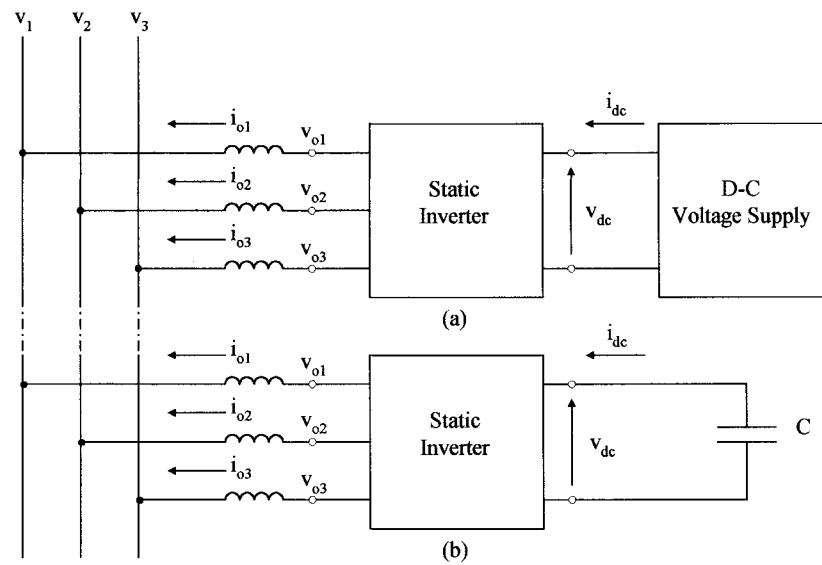 v1 v2 v3
io1
vo1
io2
vo2
io3
vo3
Static
Inverter
idc
vdc
D-C
Voltage Supply
(a)
io1
vo1
io2
vo2
io3
vo3
Static
Inverter
idc
vdc
C
(b)